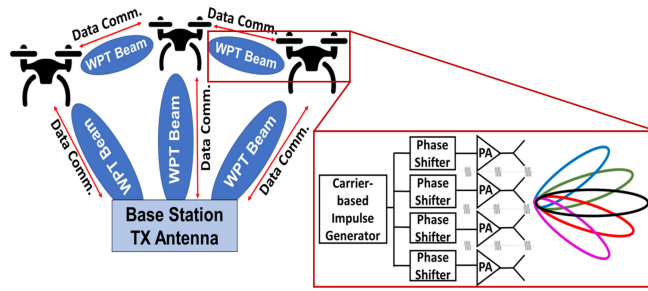 Data Comm.
Data Comm.
WPT Beam
WPT Beam
Data Comm.
WPT Beam
WPT Beam
Data Comm.
WPT Beam
Data Comm.
Base Station
TX Antenna
Carrier-
based
Impulse
Generator
Phase
Shifter
PA
Phase
Shifter
PA
Phase
Shifter
PA
Phase
Shifter
PA